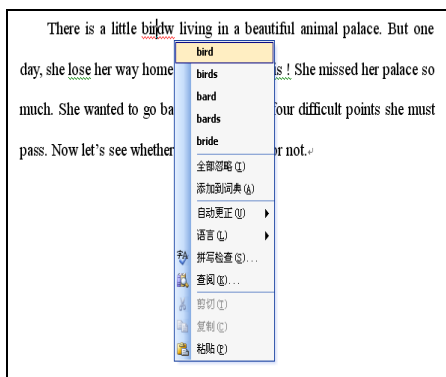 There is a little birdw living in a beautiful animal palace. But one
day, she lose her way home is ! She missed her palace so
much. She wanted to go ba four difficult points she must
pass. Now let's see whether or not.
bird
birds
bard
bards
bride
全部忽略(I)
添加到词典(A)
自动更正(U)
语言(L)
拼写检查(S)...
查阅(K)...
剪切(T)
复制(C)
粘贴(P)